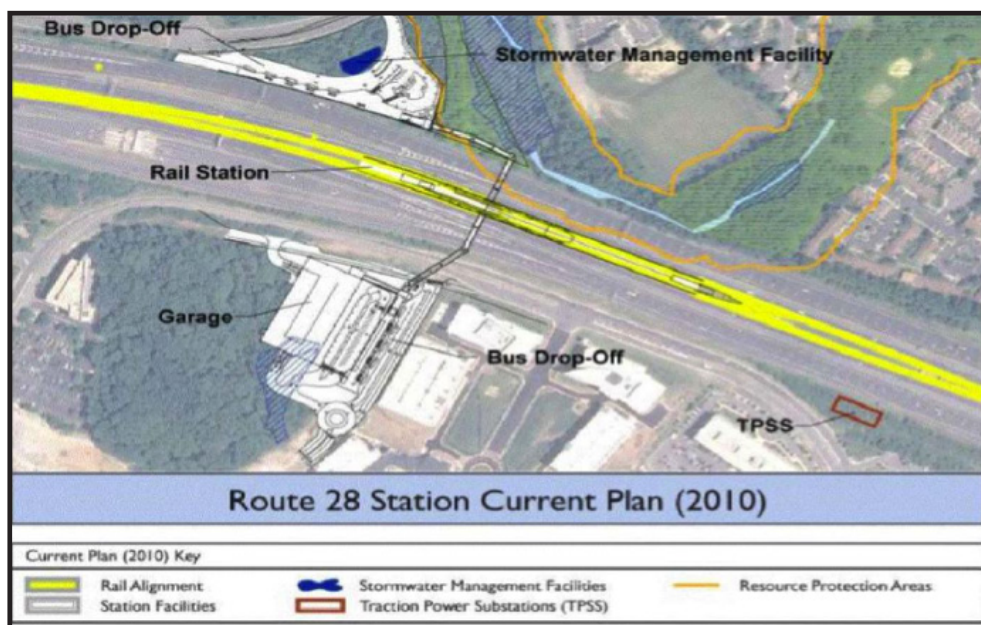 Bus Drop-Off
Stormwater Management Facility
Rail Station
Garage
Bus Drop-Off
TPSS
Route 28 Station Current Plan (2010)
Current Plan (2010) Key
Rail Alignment
Stormwater Management Facilities
Resource Protection Areas
Station Facilities
Traction Power Substations (TPSS)